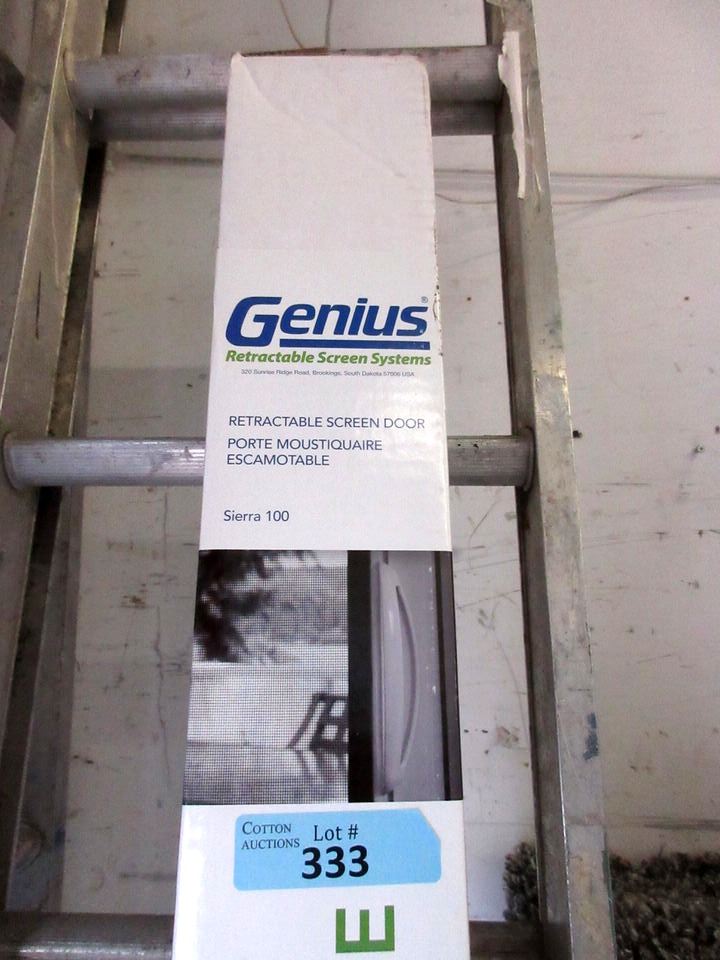 Genius®
Retractable Screen Systems
320 Sunrise Ridge Road, Brookings, South Dakota 57006 USA
RETRACTABLE SCREEN DOOR
PORTE MOUSTIQUAIRE
ESCAMOTABLE
Sierra 100
COTTON
AUCTIONS
Lot #
333
E